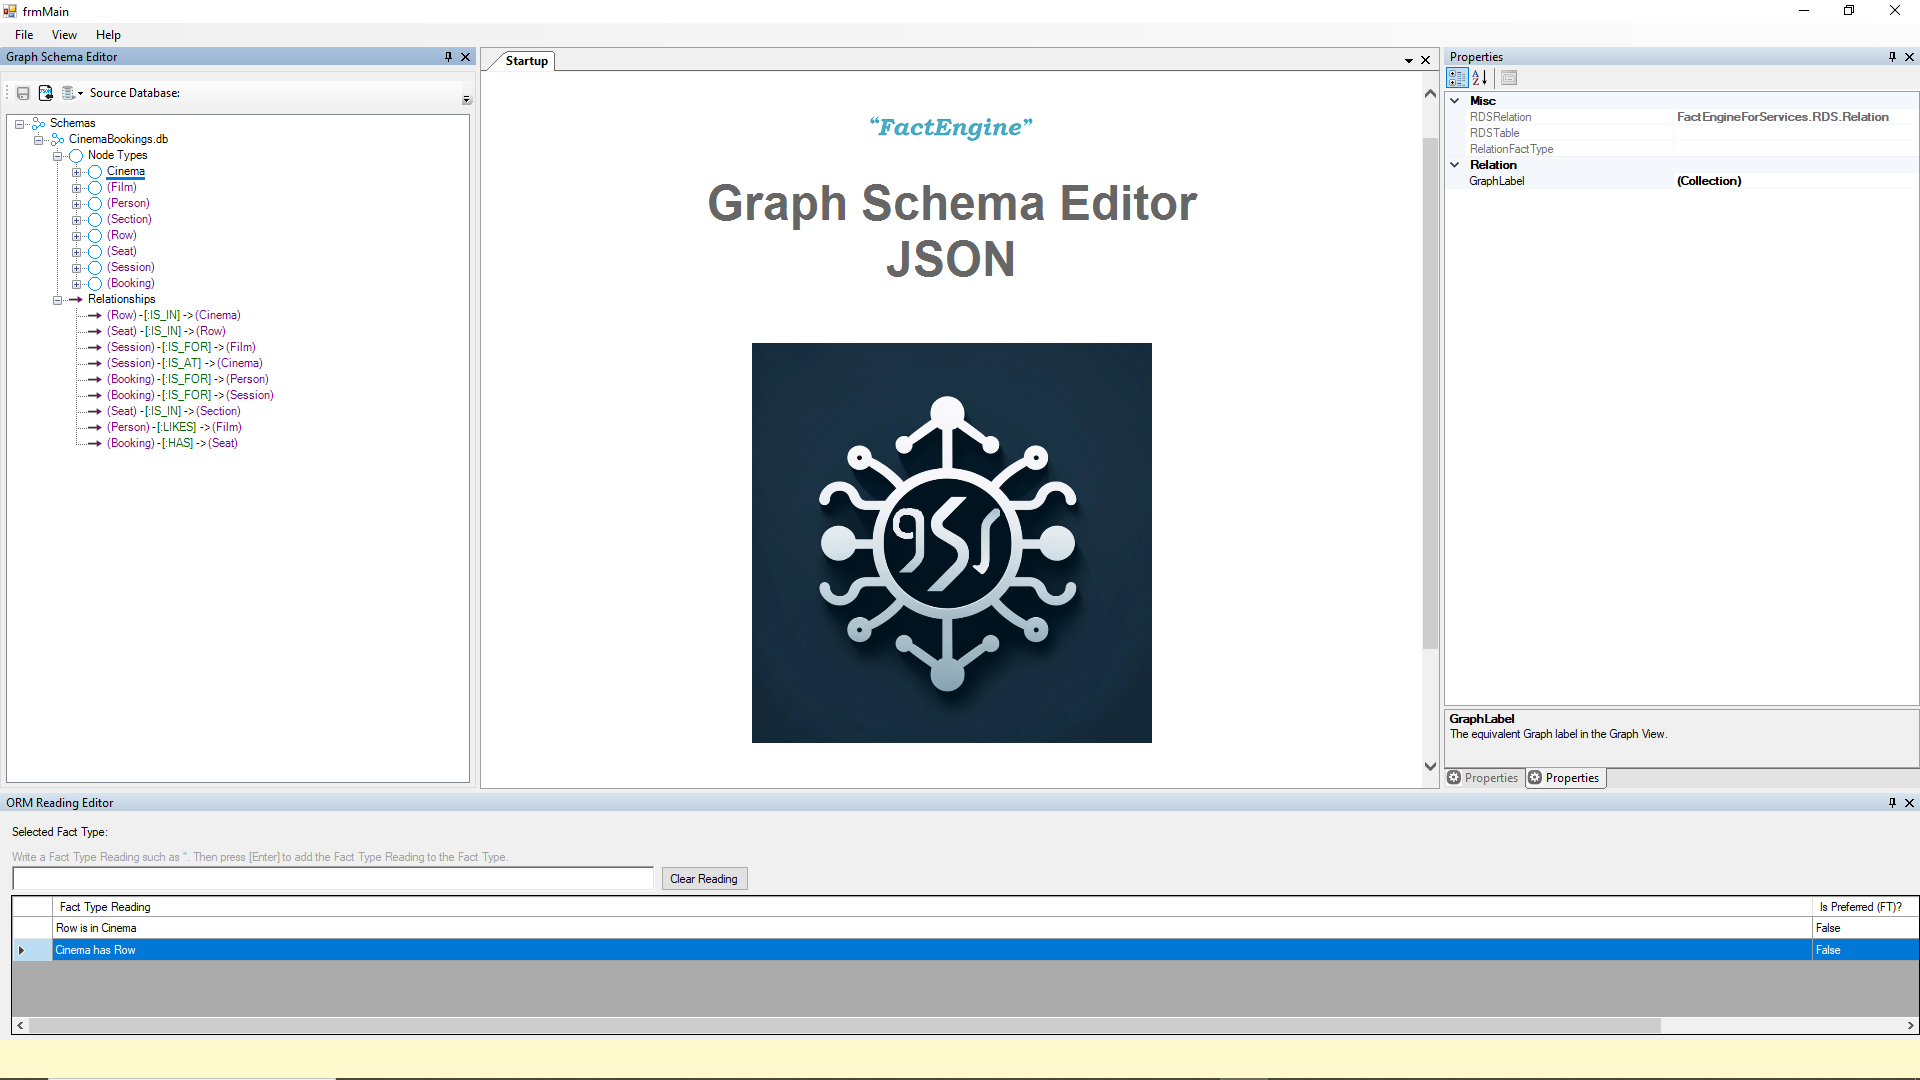 frmMain
File View Help
Graph Schema Editor
Source Database:
Schemas
CinemaBookings.db
Node Types
Cinema
(Film)
(Person)
(Section)
(Row)
(Seat)
(Session)
(Booking)
Relationships
(Row) -[:IS_IN] ->(Cinema)
(Seat) -[:IS_IN] ->(Row)
(Session) -[:IS_FOR] ->(Film)
(Session) -[:IS_AT] ->(Cinema)
(Booking) -[:IS_FOR] ->(Person)
(Booking) -[:IS_FOR] ->(Session)
(Seat) -[:IS_IN] ->(Section)
(Person) -[:LIKES] ->(Film)
(Booking) -[:HAS] ->(Seat)
Startup
“FactEngine”
Graph Schema Editor
JSON
gSJ
Properties
Misc
RDSRelation FactEngineForServices.RDS.Relation
RDSTable
RelationFactType
Relation
GraphLabel (Collection)
GraphLabel
The equivalent Graph label in the Graph View.
Properties Properties
ORM Reading Editor
Selected Fact Type:
Write a Fact Type Reading such as ''. Then press [Enter] to add the Fact Type Reading to the Fact Type.
Clear Reading
Fact Type Reading Is Preferred (FT)?
Row is in Cinema False
Cinema has Row False